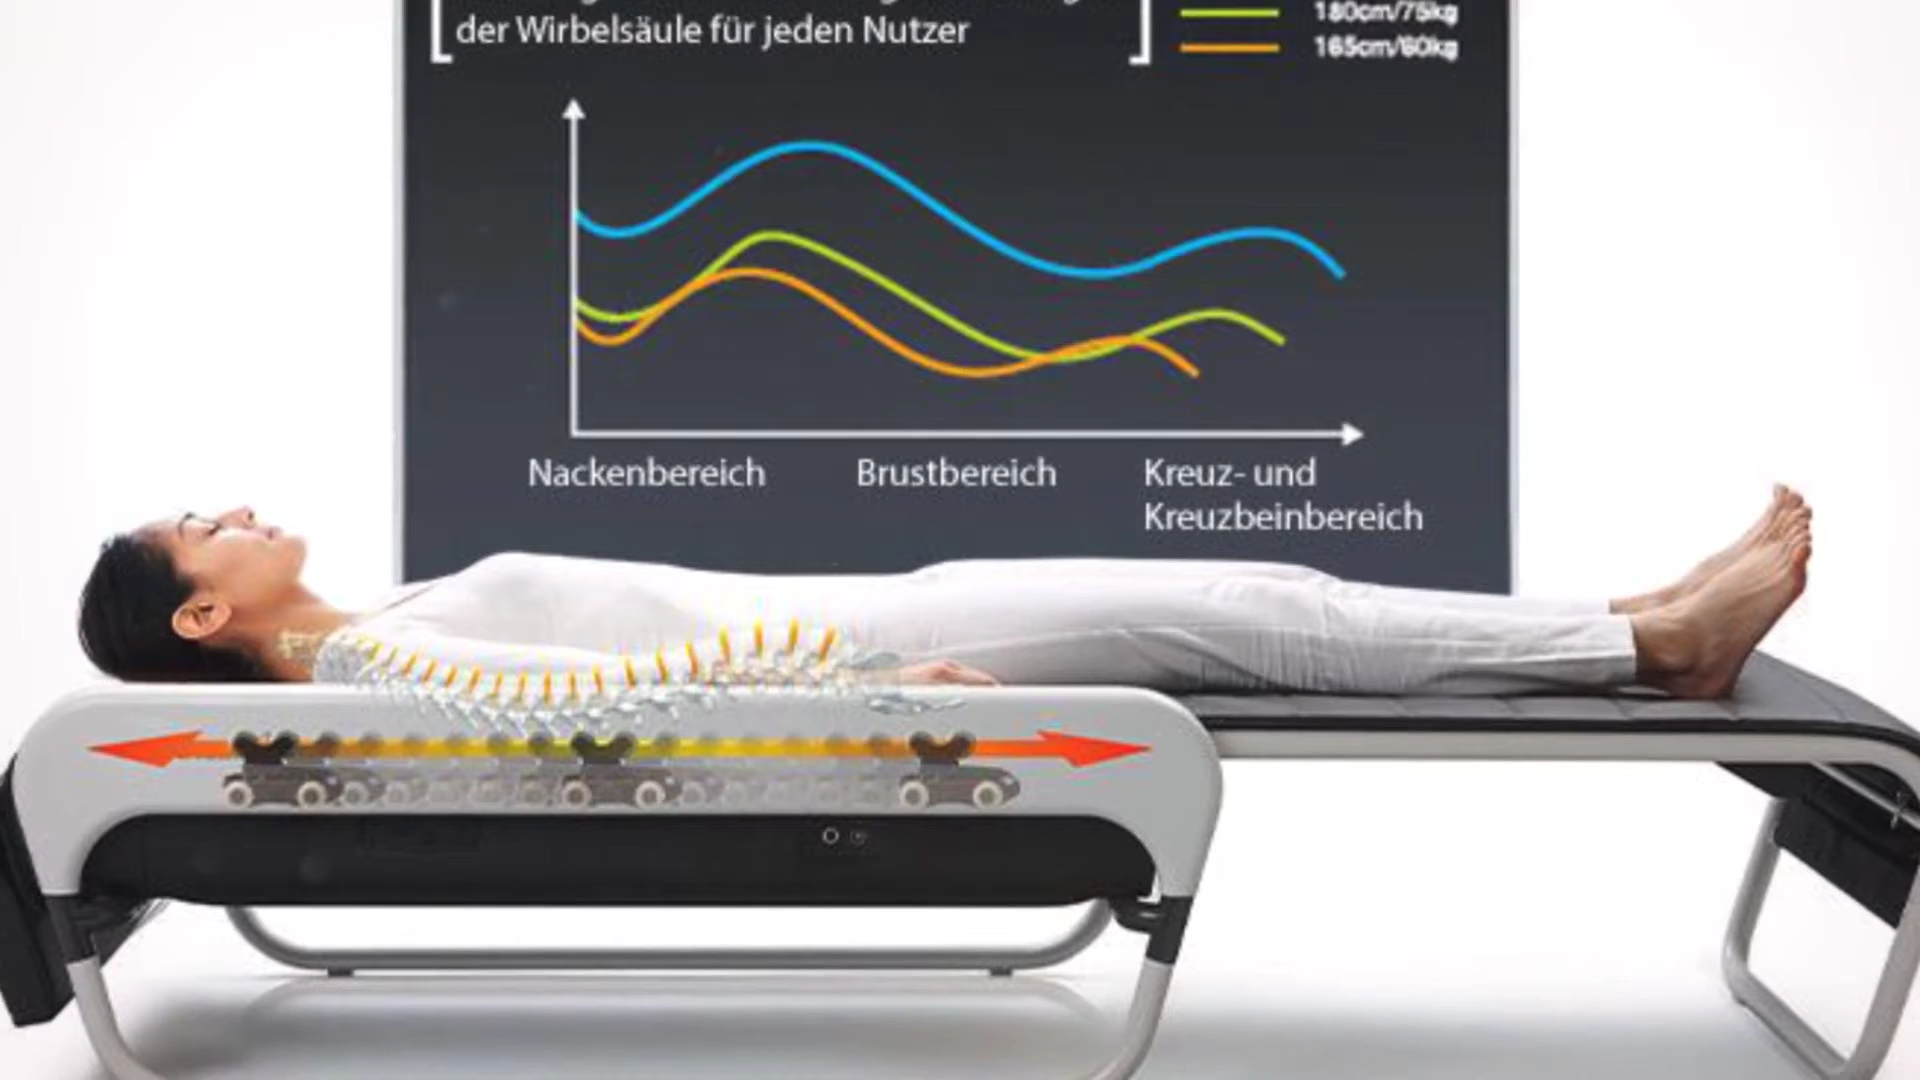 der Wirbelsäule für jeden Nutzer
180cm/75kg
165cm/60kg
Nackenbereich
Brustbereich
Kreuz- und
Kreuzbeinbereich